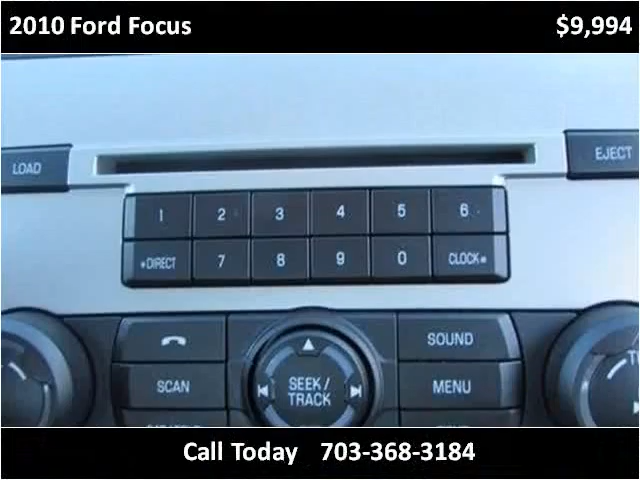 2010 Ford Focus $9,994
LOAD EJECT
1 2 3 4 5 6
*DIRECT 7 8 9 0 CLOCK*
SOUND
SCAN SEEK / TRACK MENU
Call Today 703-368-3184